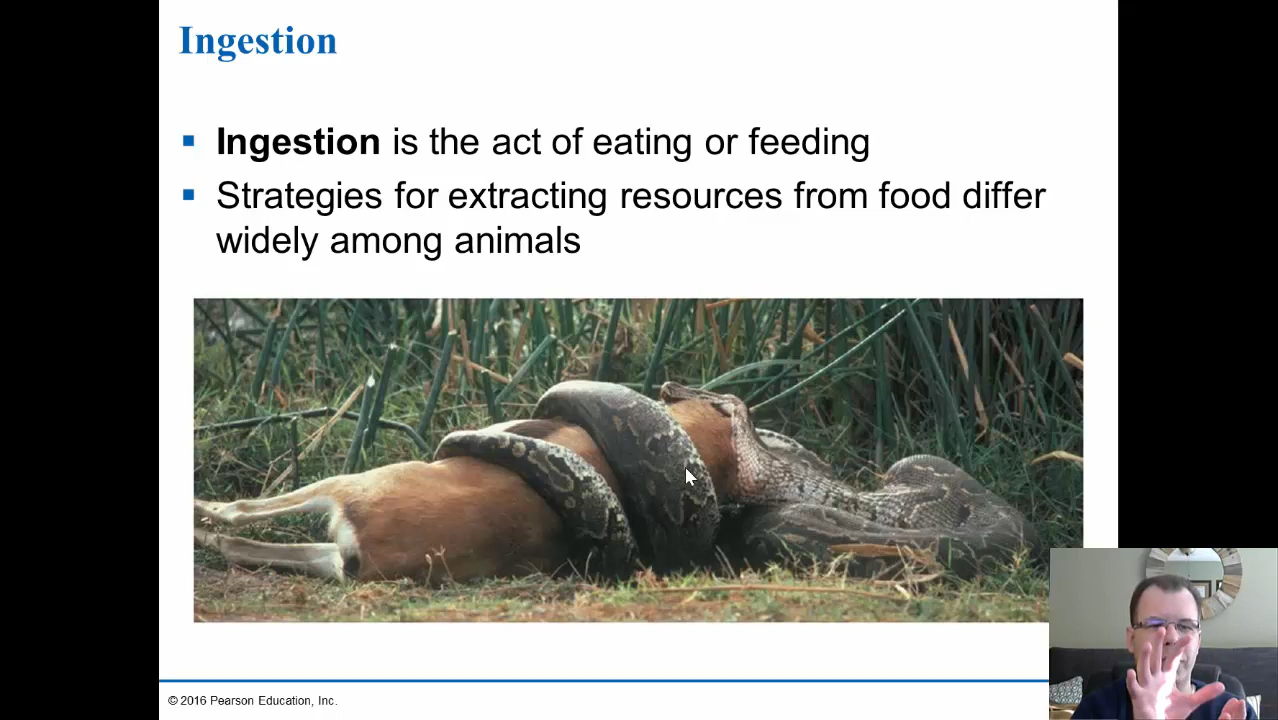 Ingestion
Ingestion is the act of eating or feeding
Strategies for extracting resources from food differ
widely among animals
© 2016 Pearson Education, Inc.